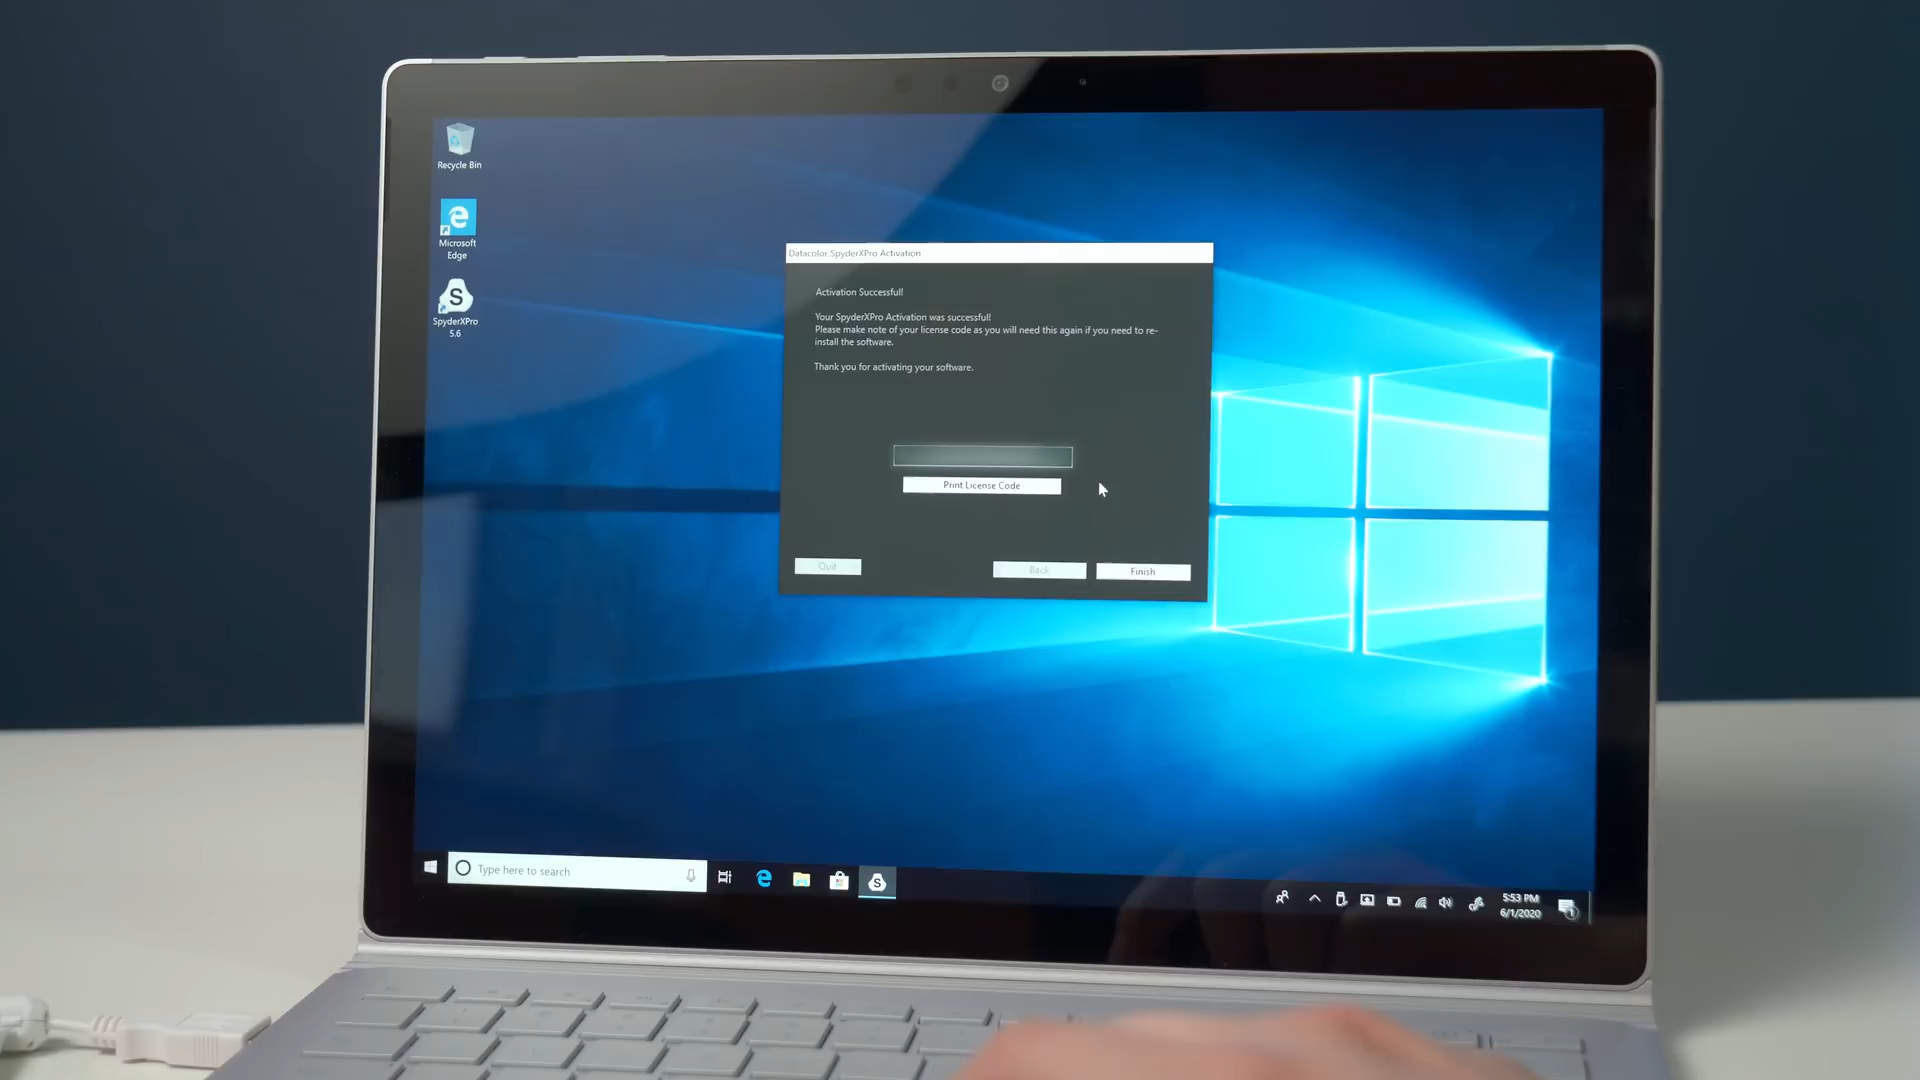 Recycle Bin
Microsoft
Edge
S
SpyderXPro
5.6
Datacolor SpyderXPro Activation
Activation Successful!
Your SpyderXPro Activation was successful!
Please make note of your license code as you will need this again if you need to re-
install the software.
Thank you for activating your software.
Print License Code
Quit
Back
Finish
Type here to search
S
5:53 PM
6/1/2020
1